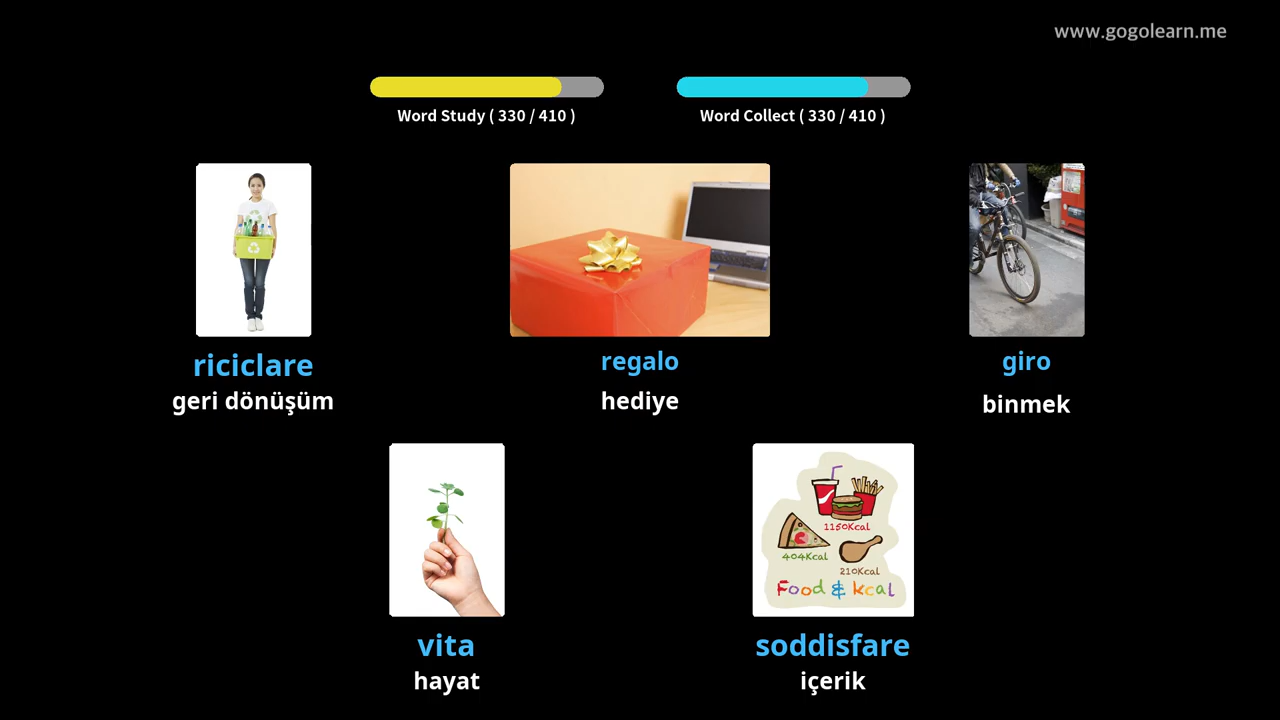 www.gogolearn.me
Word Study ( 330 / 410 )
Word Collect ( 330 / 410 )
riciclare
geri dönüşüm
regalo
hediye
giro
binmek
1150Kcal
404Kcal
210Kcal
Food & kcal
vita
hayat
soddisfare
içerik